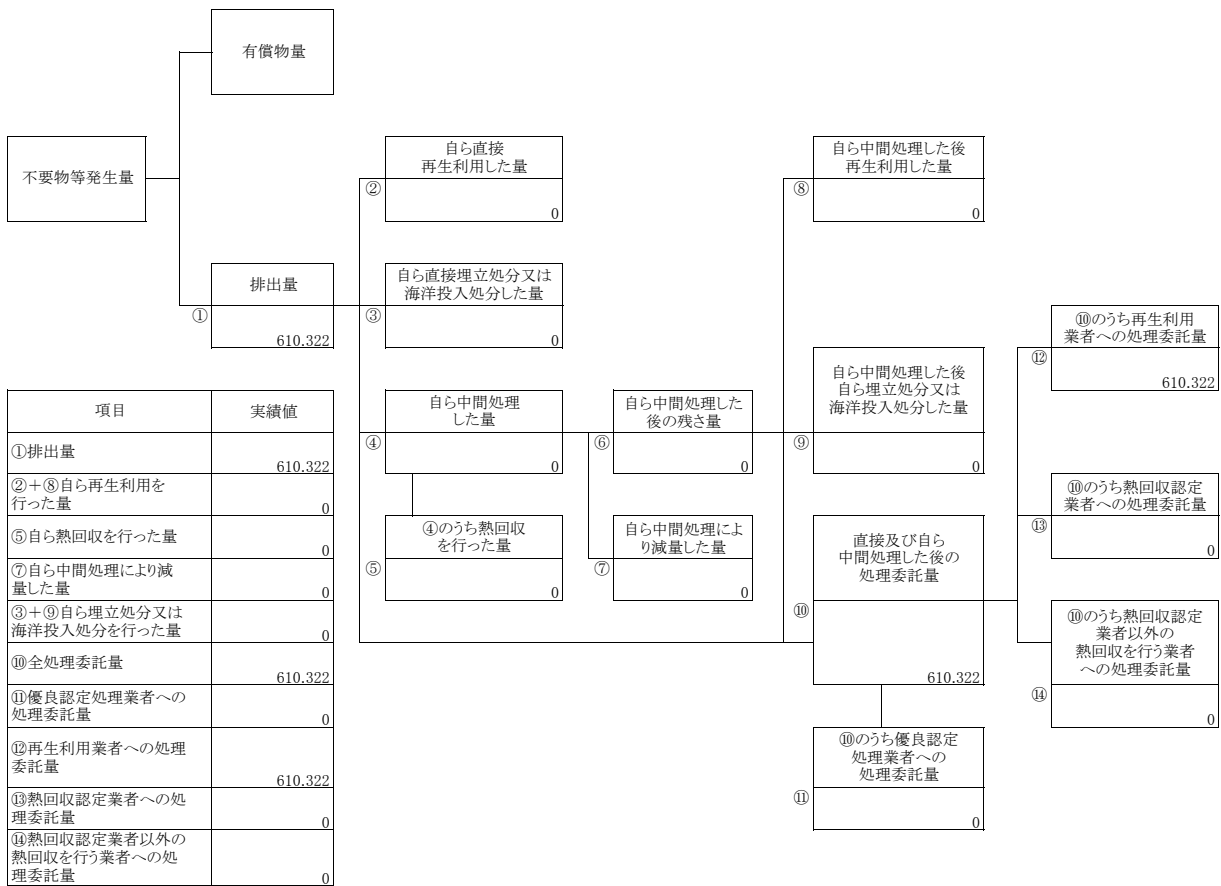 有償物量
不要物等発生量
排出量
①
610.322
自ら直接
再生利用した量
②
0
自ら直接埋立処分又は
海洋投入処分した量
③
0
自ら中間処理
した量
④
0
④のうち熱回収
を行った量
⑤
0
自ら中間処理した
後の残さ量
⑥
0
自ら中間処理によ
り減量した量
⑦
0
自ら中間処理した後
再生利用した量
⑧
0
自ら中間処理した後
自ら埋立処分又は
海洋投入処分した量
⑨
0
直接及び自ら
中間処理した後の
処理委託量
⑩
610.322
⑩のうち優良認定
処理業者への
処理委託量
⑪
0
⑩のうち再生利用
業者への処理委託量
⑫
610.322
⑩のうち熱回収認定
業者への処理委託量
⑬
0
⑩のうち熱回収認定
業者以外の
熱回収を行う業者
への処理委託量
⑭
0
項目 実績値
①排出量
610.322
②＋⑧自ら再生利用を
行った量
0
⑤自ら熱回収を行った量
0
⑦自ら中間処理により減
量した量
0
③＋⑨自ら埋立処分又は
海洋投入処分を行った量
0
⑩全処理委託量
610.322
⑪優良認定処理業者への
処理委託量
0
⑫再生利用業者への処理
委託量
610.322
⑬熱回収認定業者への処
理委託量
0
⑭熱回収認定業者以外の
熱回収を行う業者への処
理委託量
0